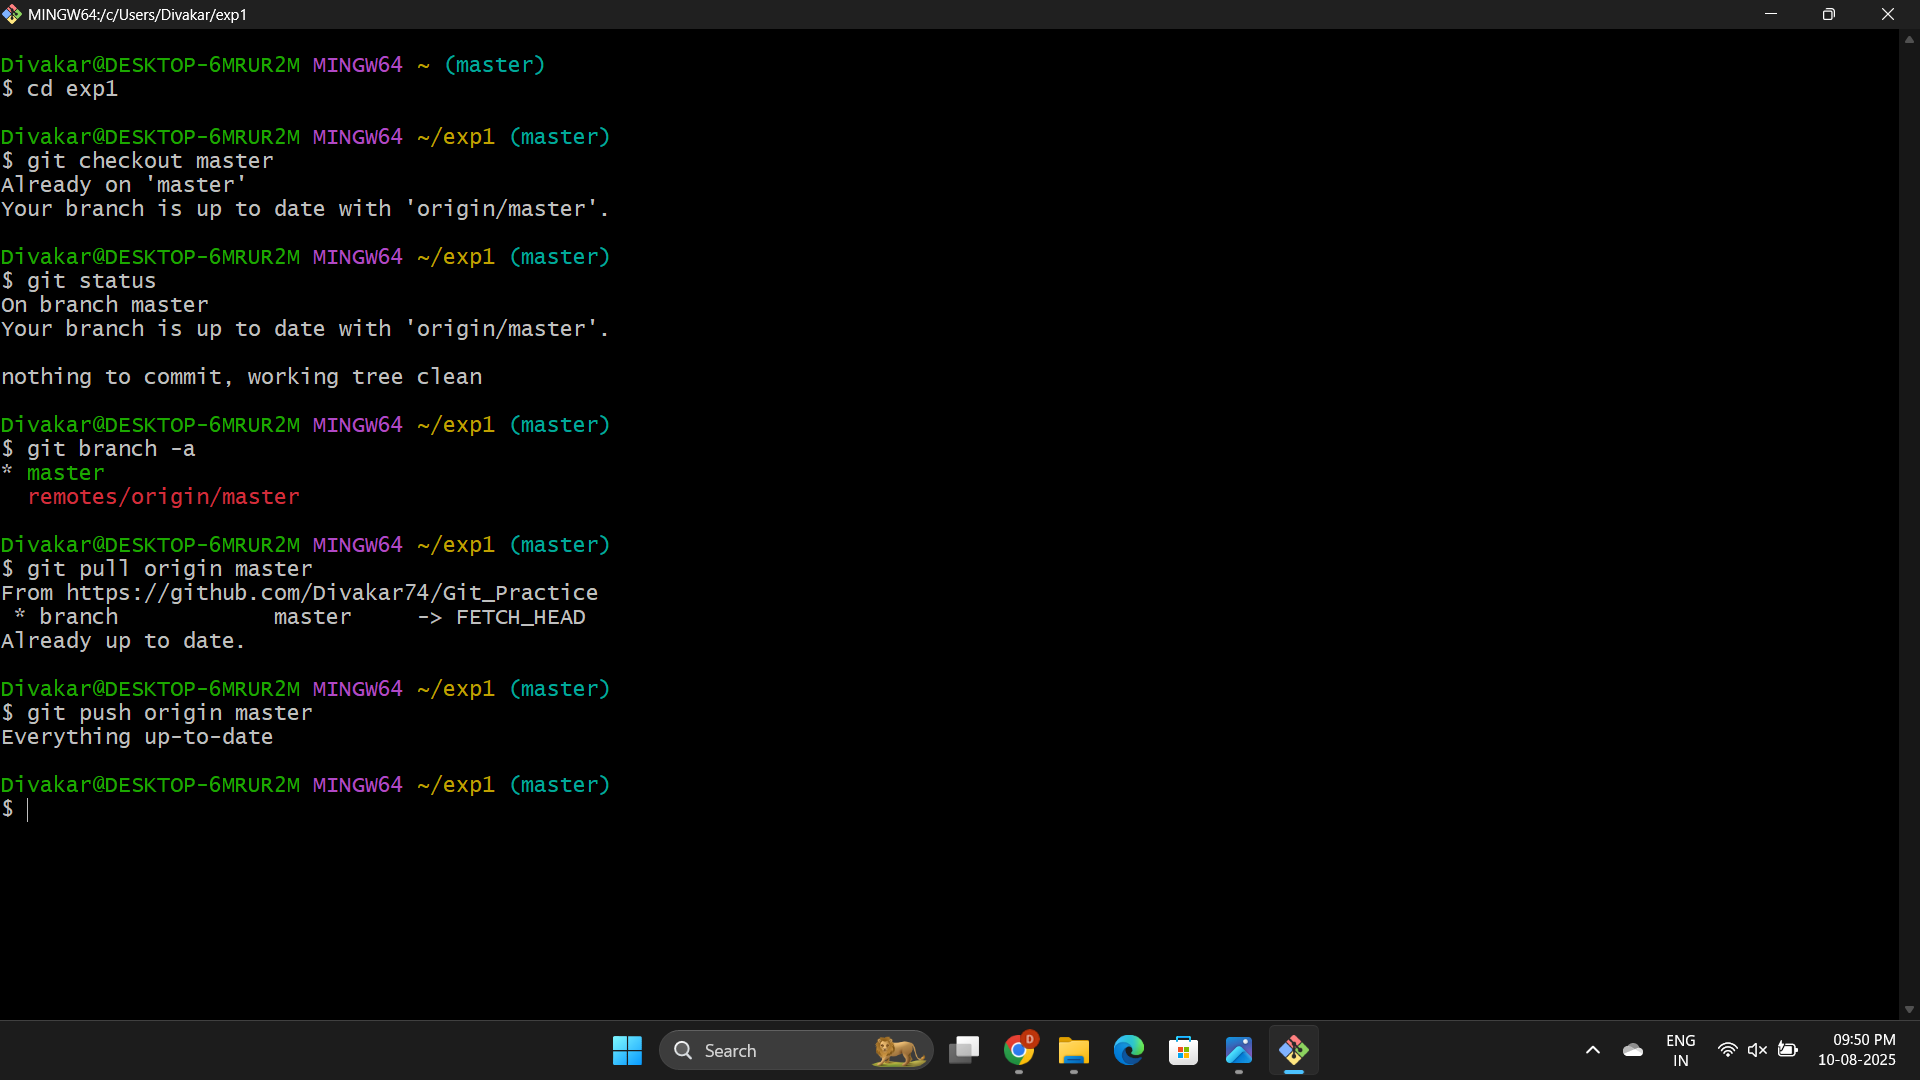 MINGW64:/c/Users/Divakar/exp1
Divakar@DESKTOP-6MRUR2M MINGW64 ~ (master)
$ cd exp1
Divakar@DESKTOP-6MRUR2M MINGW64 ~/exp1 (master)
$ git checkout master
Already on 'master'
Your branch is up to date with 'origin/master'.
Divakar@DESKTOP-6MRUR2M MINGW64 ~/exp1 (master)
$ git status
On branch master
Your branch is up to date with 'origin/master'.
nothing to commit, working tree clean
Divakar@DESKTOP-6MRUR2M MINGW64 ~/exp1 (master)
$ git branch -a
* master
remotes/origin/master
Divakar@DESKTOP-6MRUR2M MINGW64 ~/exp1 (master)
$ git pull origin master
From https://github.com/Divakar74/Git_Practice
* branch            master     -> FETCH_HEAD
Already up to date.
Divakar@DESKTOP-6MRUR2M MINGW64 ~/exp1 (master)
$ git push origin master
Everything up-to-date
Divakar@DESKTOP-6MRUR2M MINGW64 ~/exp1 (master)
$
Search
D
ENG
IN
09:50 PM
10-08-2025